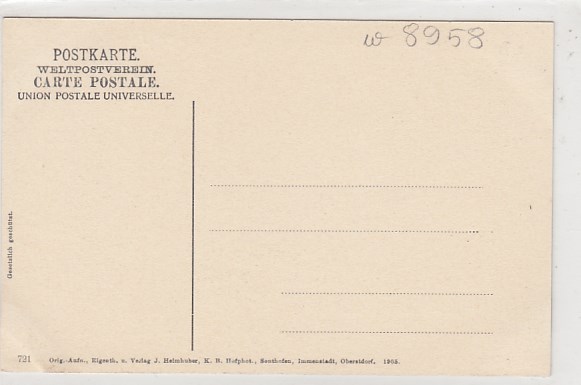 w 8958
POSTKARTE.
WELTPOSTVEREIN.
CARTE POSTALE.
UNION POSTALE UNIVERSELLE.
Gesetzlich geschützt.
721 Orig.-Aufn., Eigenth. u. Verlag J. Heimhuber, K. B. Hofphot., Sonthofen, Immenstadt, Oberstdorf. 1905.